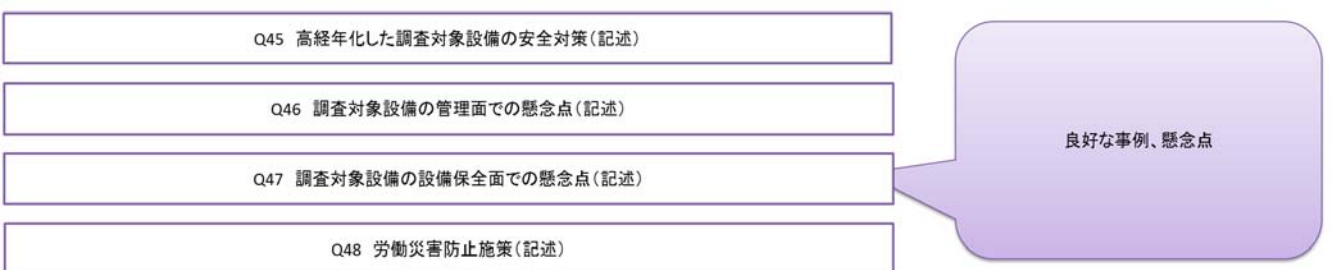 Q45 高経年化した調査対象設備の安全対策(記述)
Q46 調査対象設備の管理面での懸念点(記述)
Q47 調査対象設備の設備保全面での懸念点(記述)
Q48 労働災害防止施策(記述)
良好な事例、懸念点